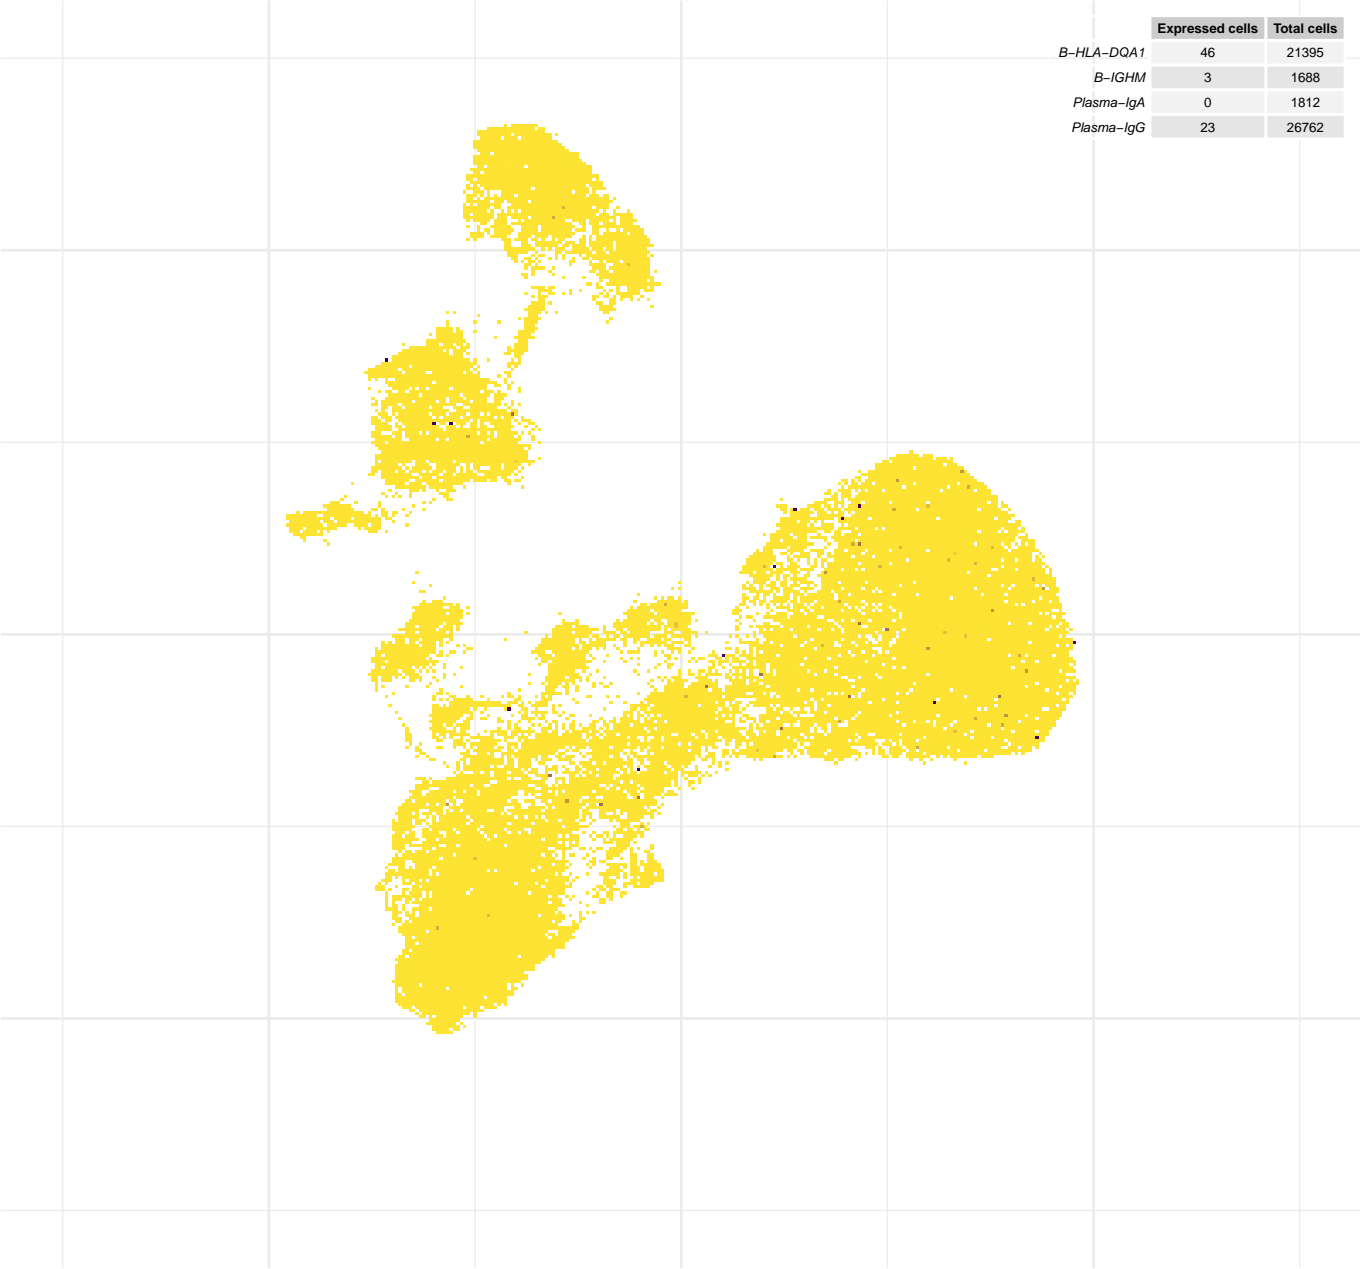 Expressed cells Total cells
B−HLA−DQA1 46 21395
B−IGHM 3 1688
Plasma−IgA 0 1812
Plasma−IgG 23 26762